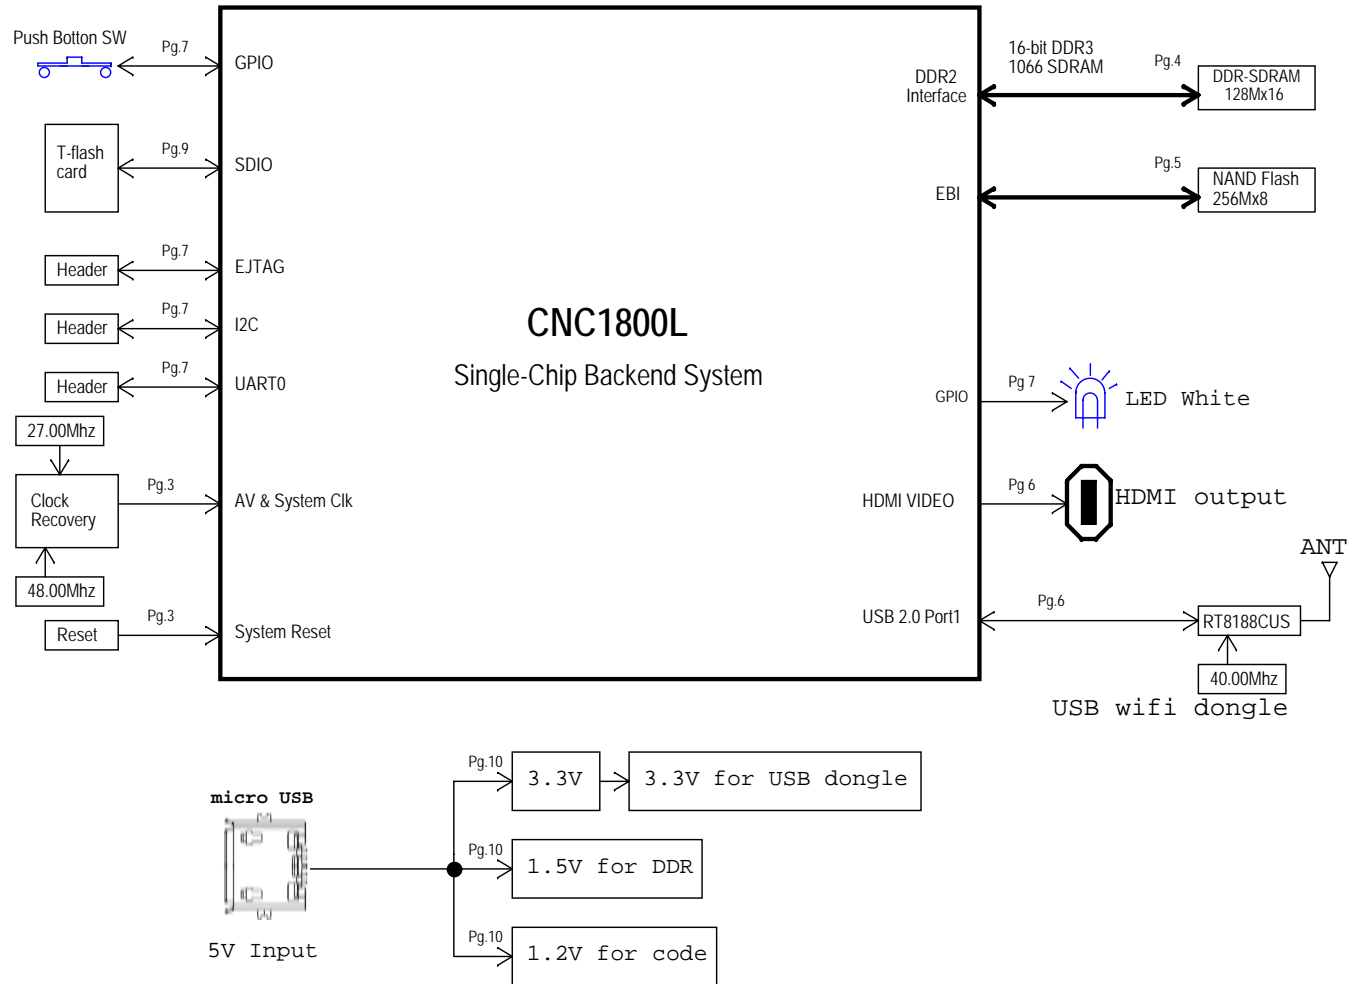 Push Botton SW
Pg.7
GPIO
T-flash
card
Pg.9
SDIO
Header
Pg.7
EJTAG
Header
Pg.7
I2C
Header
Pg.7
UART0
27.00Mhz
Clock
Recovery
Pg.3
AV & System Clk
48.00Mhz
Reset
Pg.3
System Reset
CNC1800L
Single-Chip Backend System
DDR2
Interface
16-bit DDR3
1066 SDRAM
Pg.4
DDR-SDRAM
128Mx16
EBI
Pg.5
NAND Flash
256Mx8
GPIO
Pg 7
LED White
HDMI VIDEO
Pg 6
HDMI output
ANT
USB 2.0 Port1
Pg.6
RT8188CUS
40.00Mhz
USB wifi dongle
micro USB
5V Input
Pg.10
3.3V
3.3V for USB dongle
Pg.10
1.5V for DDR
Pg.10
1.2V for code